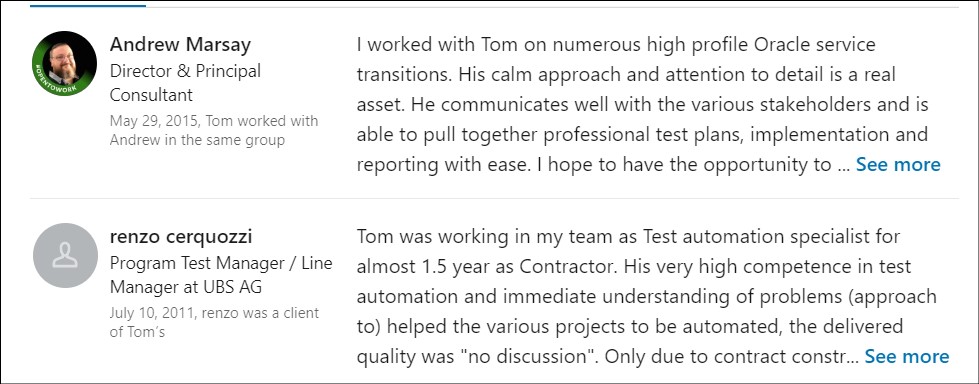 Andrew Marsay
Director & Principal
Consultant
May 29, 2015, Tom worked with
Andrew in the same group
I worked with Tom on numerous high profile Oracle service
transitions. His calm approach and attention to detail is a real
asset. He communicates well with the various stakeholders and is
able to pull together professional test plans, implementation and
reporting with ease. I hope to have the opportunity to ... See more
#OPENTOWORK
renzo cerquozzi
Program Test Manager / Line
Manager at UBS AG
July 10, 2011, renzo was a client
of Tom's
Tom was working in my team as Test automation specialist for
almost 1.5 year as Contractor. His very high competence in test
automation and immediate understanding of problems (approach
to) helped the various projects to be automated, the delivered
quality was "no discussion". Only due to contract constr... See more